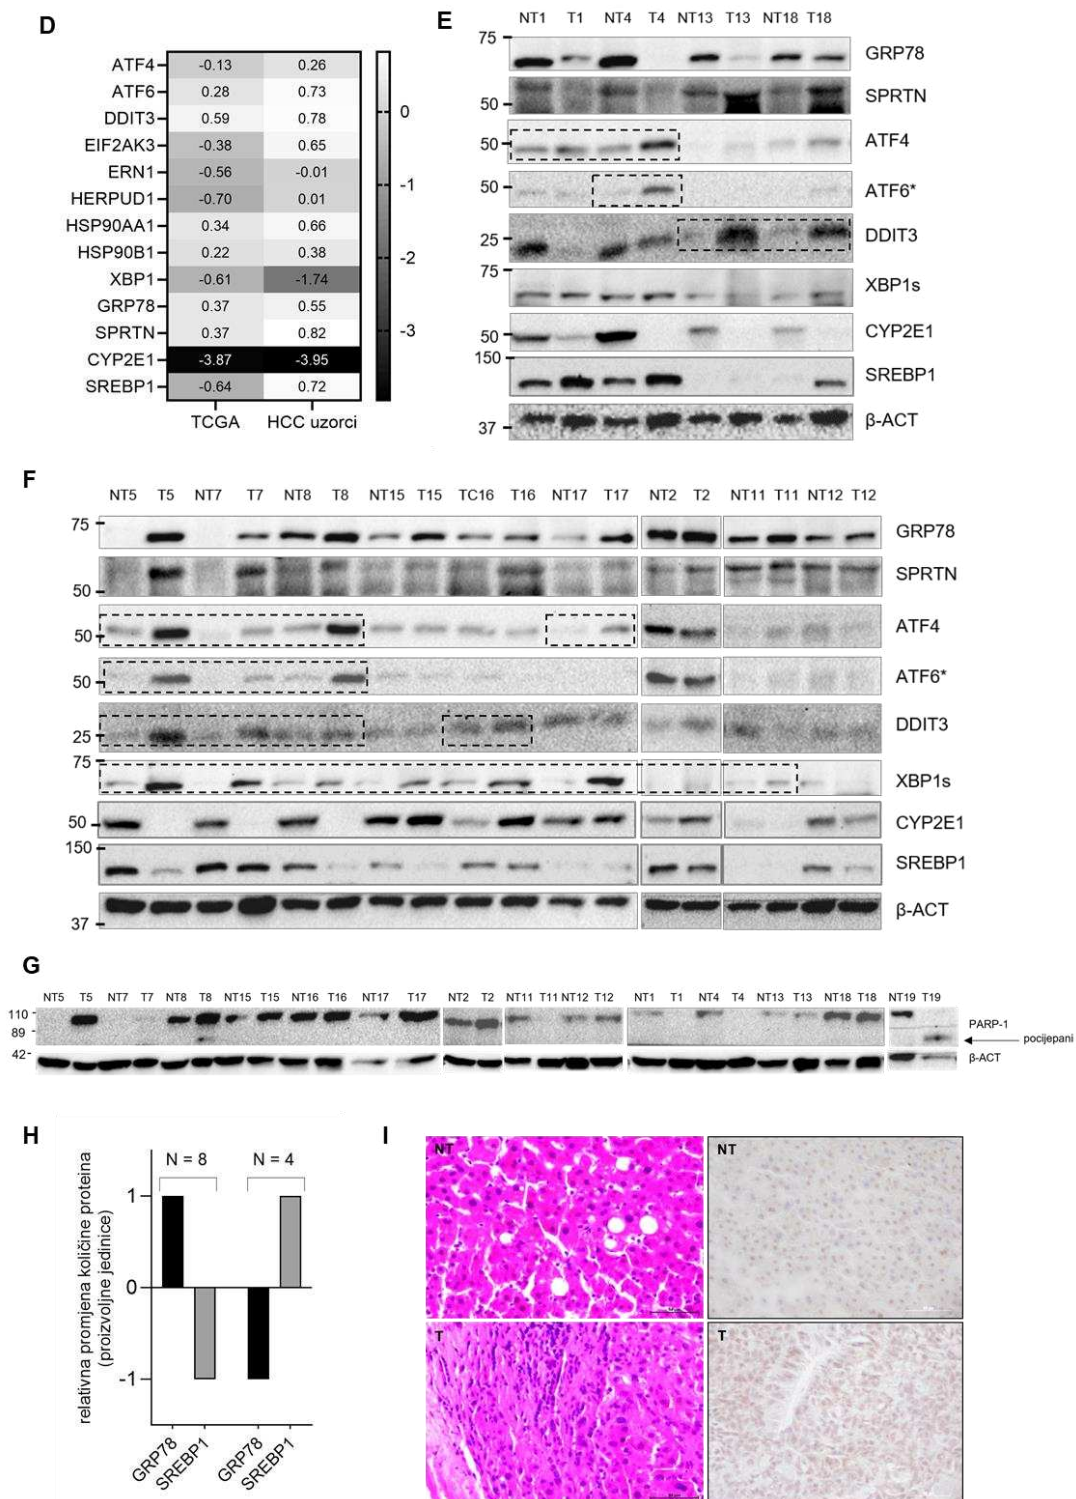 D
ATF4 -0.13 0.26
ATF6 0.28 0.73
DDIT3 0.59 0.78
EIF2AK3 -0.38 0.65
ERN1 -0.56 -0.01
HERPUD1 -0.70 0.01
HSP90AA1 0.34 0.66
HSP90B1 0.22 0.38
XBP1 -0.61 -1.74
GRP78 0.37 0.55
SPRTN 0.37 0.82
CYP2E1 -3.87 -3.95
SREBP1 -0.64 0.72
TCGA HCC uzorci
0
-1
-2
-3
E
NT1 T1 NT4 T4 NT13 T13 NT18 T18
75 GRP78
50 SPRTN
50 ATF4
50 ATF6*
25 DDIT3
75 XBP1s
50 CYP2E1
150 SREBP1
37 β-ACT
F
NT5 T5 NT7 T7 NT8 T8 NT15 T15 TC16 T16 NT17 T17 NT2 T2 NT11 T11 NT12 T12
75 GRP78
50 SPRTN
50 ATF4
50 ATF6*
25 DDIT3
75 XBP1s
50 CYP2E1
150 SREBP1
37 β-ACT
G
NT5 T5 NT7 T7 NT8 T8 NT15 T15 NT16 T16 NT17 T17 NT2 T2 NT11 T11 NT12 T12 NT1 T1 NT4 T4 NT13 T13 NT18 T18 NT19 T19
110
89
42
PARP-1
pocijepani
β-ACT
H
N = 8 N = 4
relativna promjena količine proteina
(proizvoljne jedinice)
1
0
-1
GRP78
SREBP1
GRP78
SREBP1
I
NT
NT
T
T